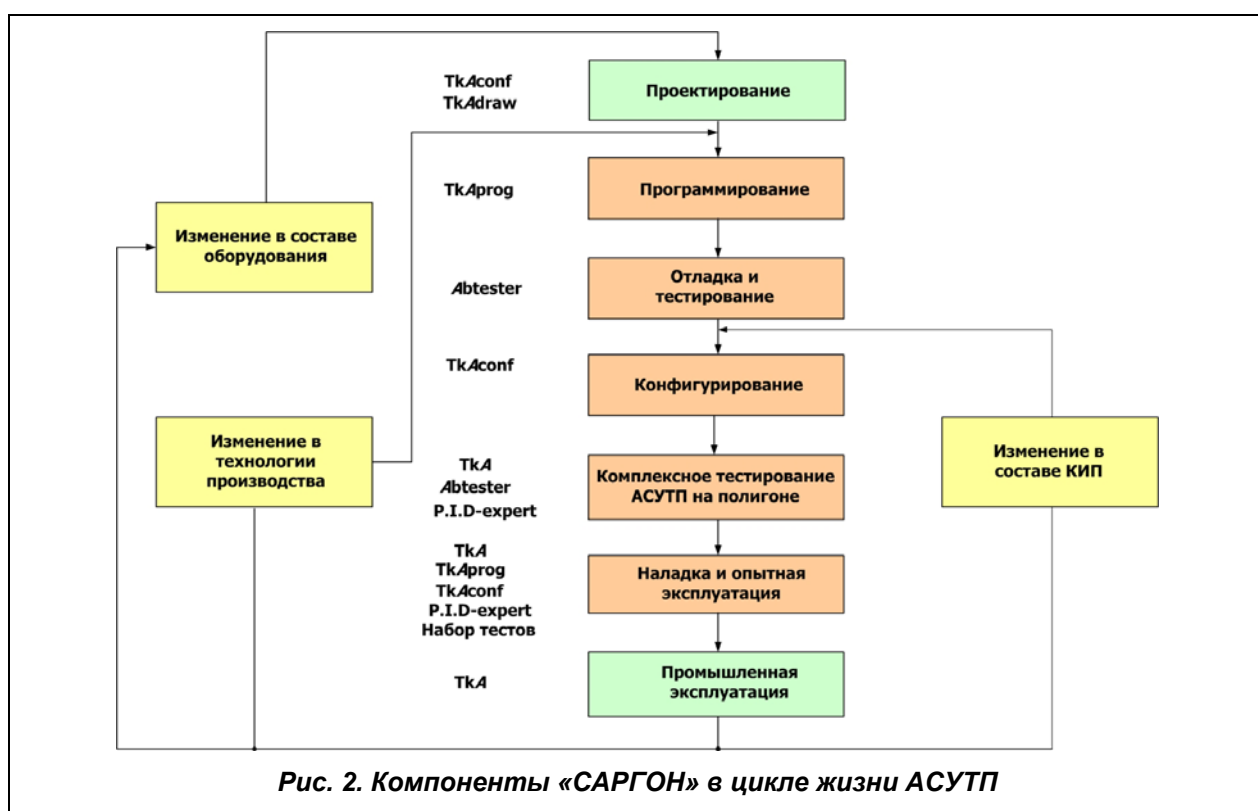 TkAconf
TkAdraw
Проектирование
TkAprog
Программирование
Изменение в составе
оборудования
Abtester
Отладка и
тестирование
TkAconf
Конфигурирование
Изменение в
технологии
производства
TkA
Abtester
P.I.D-expert
Комплексное тестирование
АСУТП на полигоне
Изменение в
составе КИП
TkA
TkAprog
TkAconf
P.I.D-expert
Набор тестов
Наладка и опытная
эксплуатация
TkA
Промышленная
эксплуатация
Рис. 2. Компоненты «САРГОН» в цикле жизни АСУТП